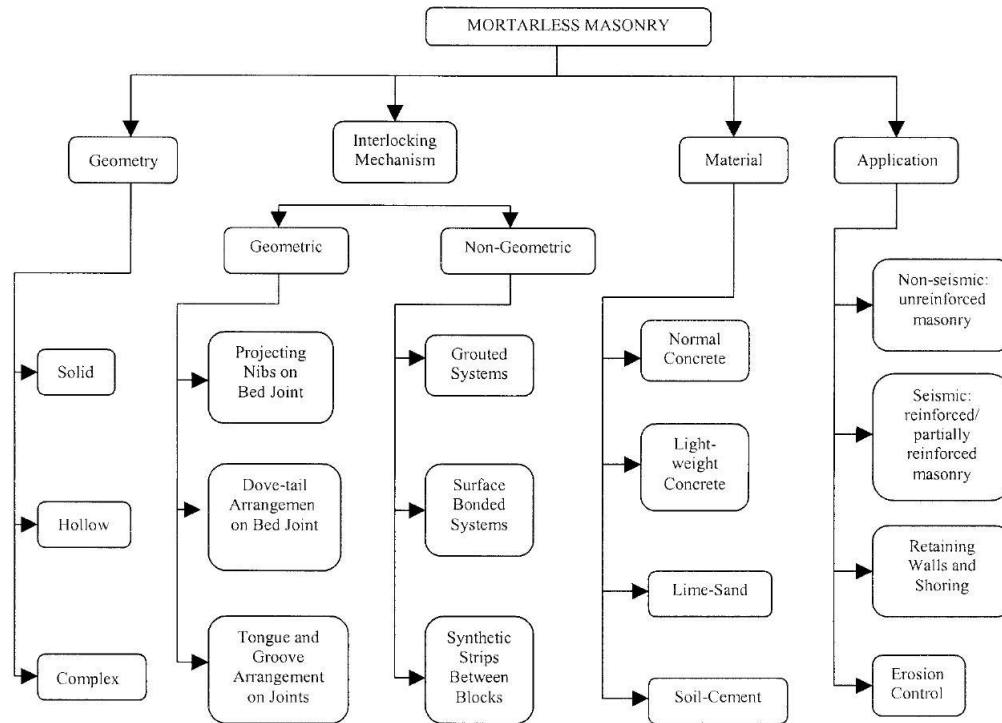 MORTARLESS MASONRY
Geometry
Interlocking
Mechanism
Material
Application
Geometric
Non-Geometric
Solid
Hollow
Complex
Projecting
Nibs on
Bed Joint
Dove-tail
Arrangemen
on Bed Joint
Tongue and
Groove
Arrangement
on Joints
Grouted
Systems
Surface
Bonded
Systems
Synthetic
Strips
Between
Blocks
Normal
Concrete
Light-
weight
Concrete
Lime-Sand
Soil-Cement
Non-seismic:
unreinforced
masonry
Seismic:
reinforced/
partially
reinforced
masonry
Retaining
Walls and
Shoring
Erosion
Control